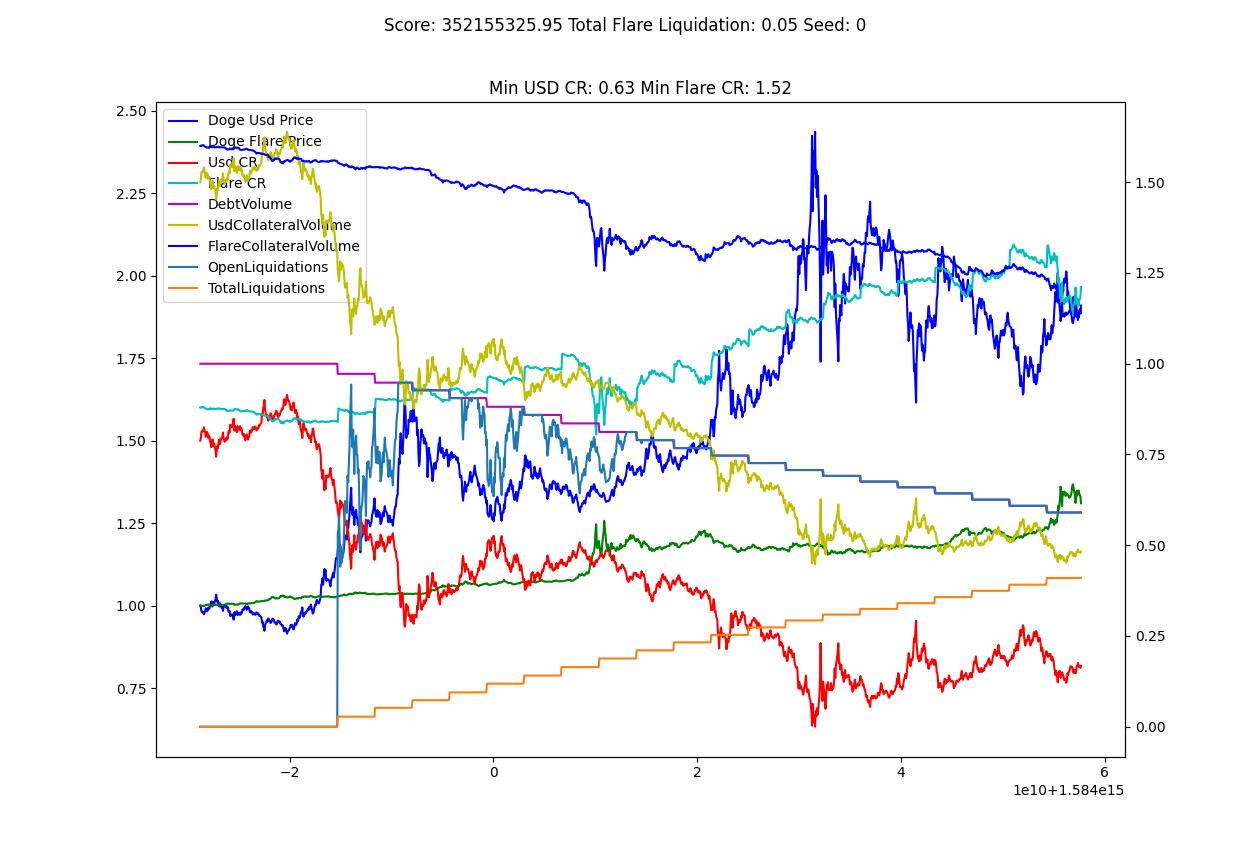 Score: 352155325.95 Total Flare Liquidation: 0.05 Seed: 0
Min USD CR: 0.63 Min Flare CR: 1.52
2.50
2.25
2.00
1.75
1.50
1.25
1.00
0.75
Doge Usd Price
Doge Flare Price
Usd CR
Flare CR
DebtVolume
UsdCollateralVolume
FlareCollateralVolume
OpenLiquidations
TotalLiquidations
1.50
1.25
1.00
0.75
0.50
0.25
0.00
−2 0 2 4 6
1e10+1.584e15